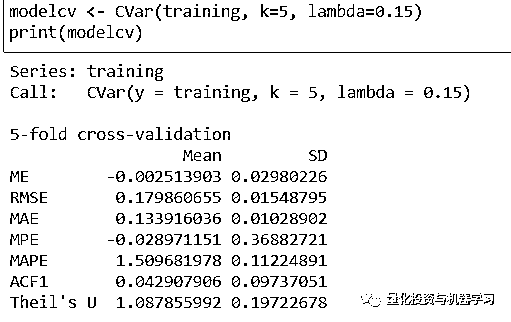 modelcv <- CVar(training, k=5, lambda=0.15)
print(modelcv)
Series: training
Call:   CVar(y = training, k = 5, lambda = 0.15)
5-fold cross-validation
Mean SD
ME -0.002513903 0.02980226
RMSE 0.179860655 0.01548795
MAE 0.133916036 0.01028902
MPE -0.028971151 0.36882721
MAPE 1.509681978 0.11224891
ACF1 0.042907906 0.09737051
Theil's U 1.087855992 0.19722678
量化投资与机器学习